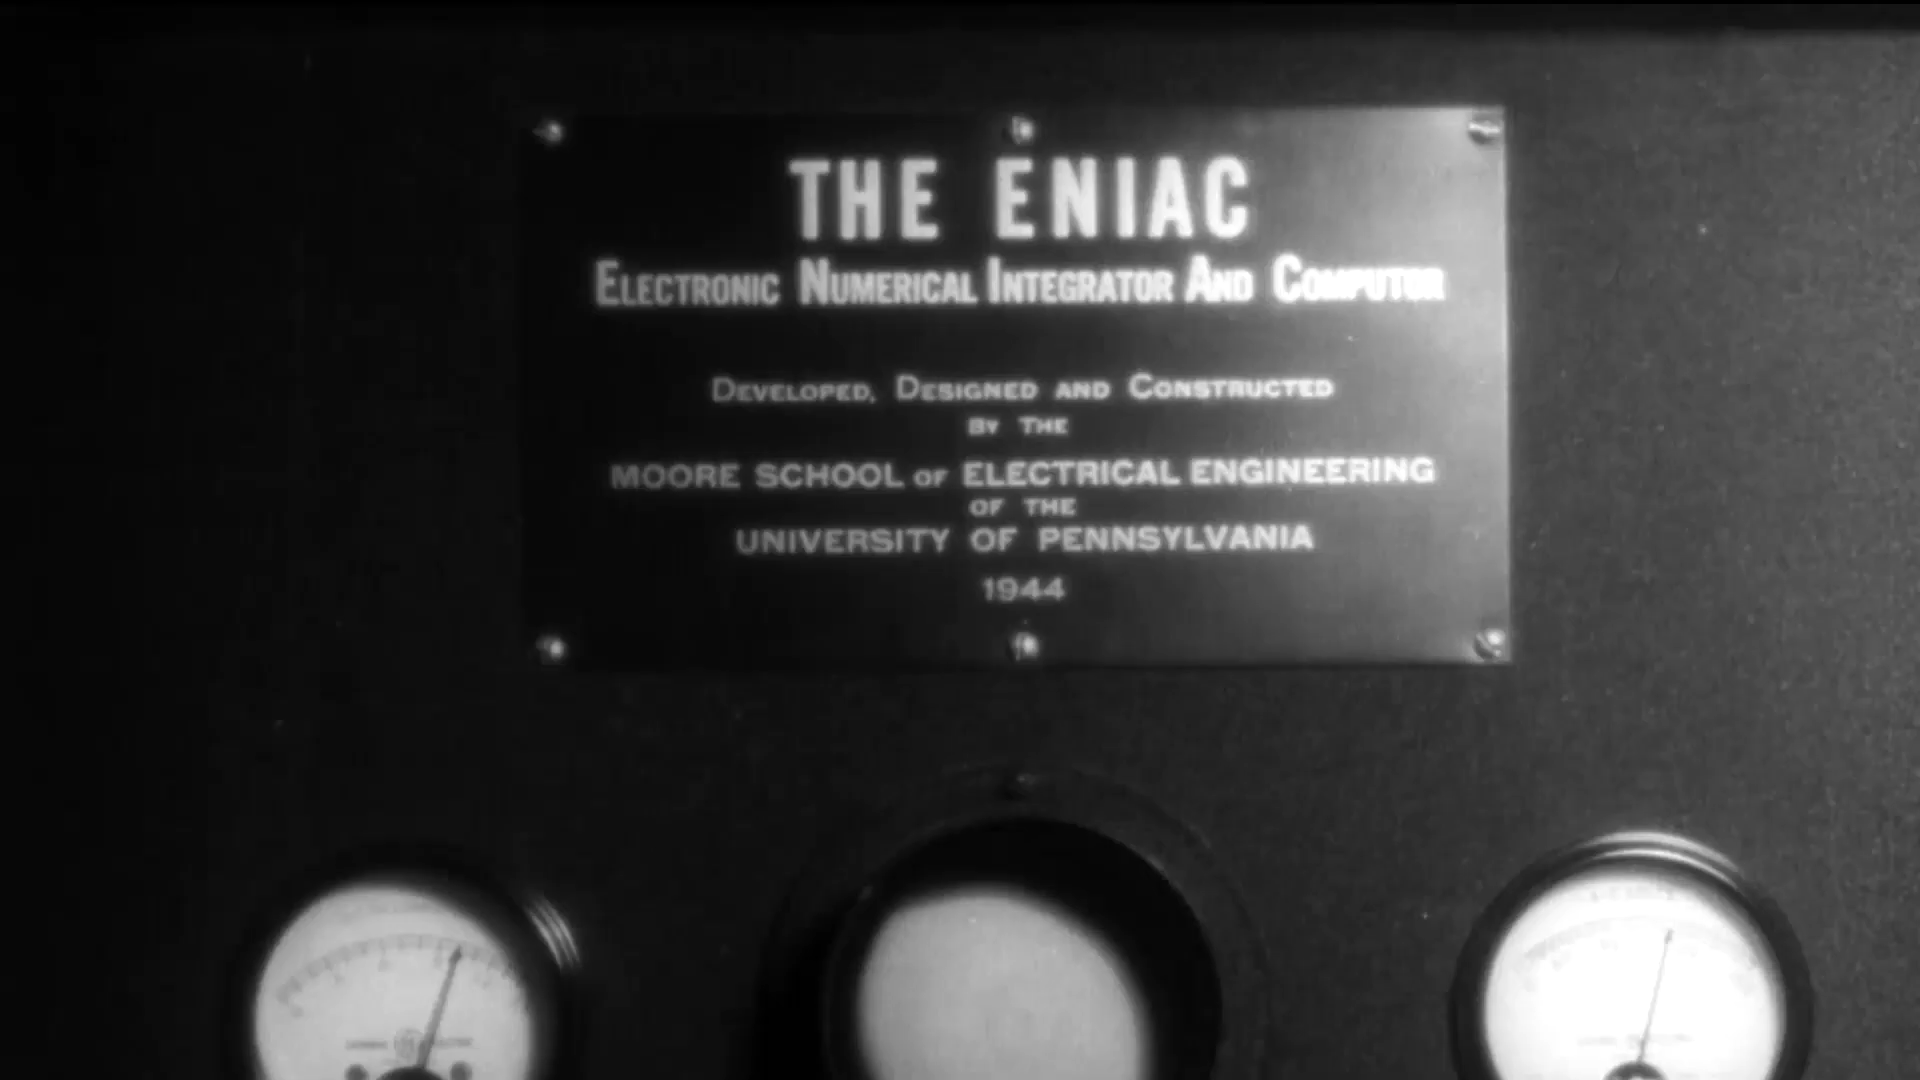 THE ENIAC
ELECTRONIC NUMERICAL INTEGRATOR AND COMPUTOR
DEVELOPED, DESIGNED AND CONSTRUCTED
BY THE
MOORE SCHOOL OF ELECTRICAL ENGINEERING
OF THE
UNIVERSITY OF PENNSYLVANIA
1944